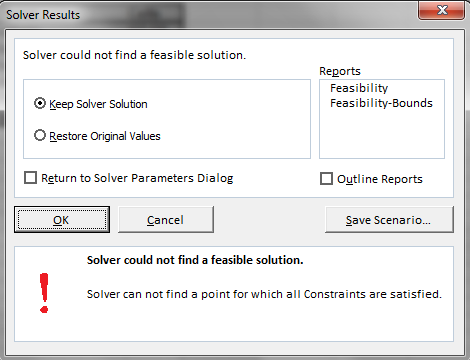 Solver Results
Solver could not find a feasible solution.
Reports
Feasibility
Feasibility-Bounds
Keep Solver Solution
Restore Original Values
Return to Solver Parameters Dialog
Outline Reports
OK
Cancel
Save Scenario...
Solver could not find a feasible solution.
Solver can not find a point for which all Constraints are satisfied.